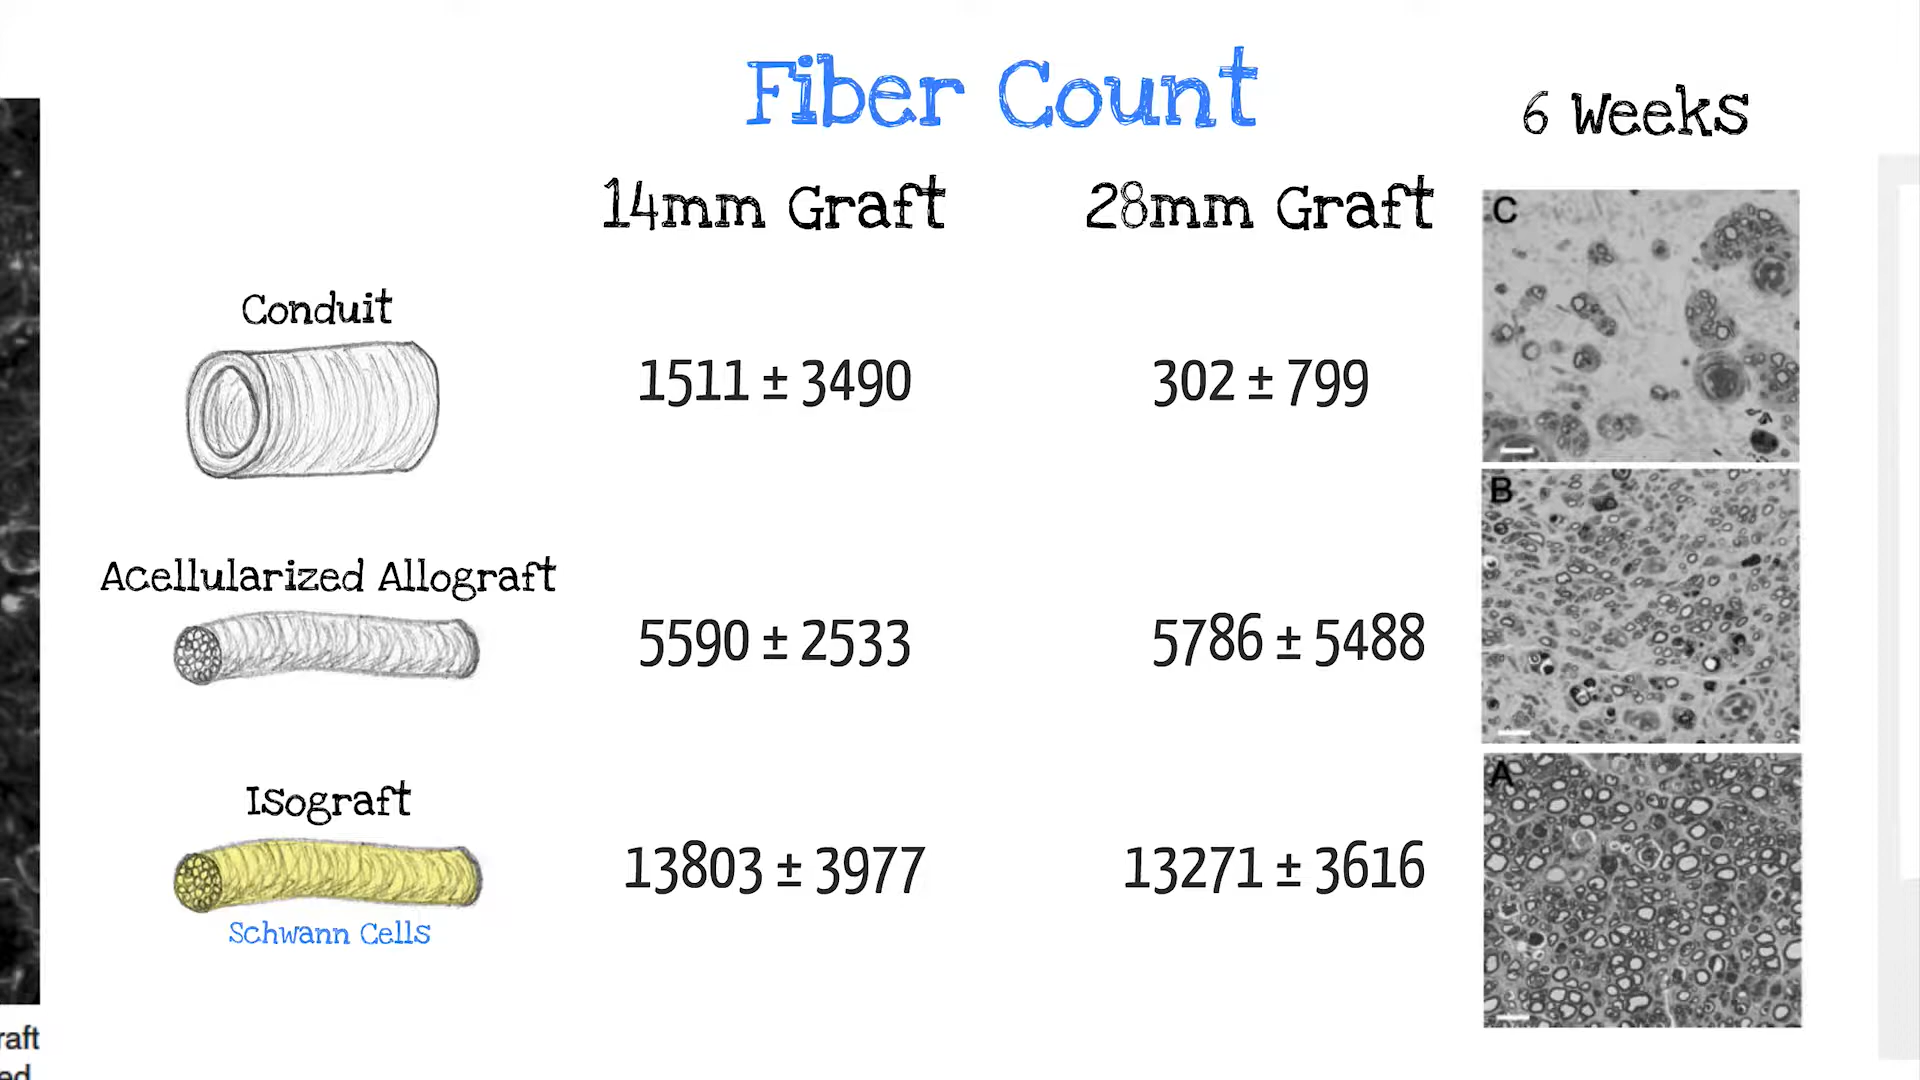 Fiber Count
6 Weeks
14mm Graft
28mm Graft
C
Conduit
1511 ± 3490
302 ± 799
B
Acellularized Allograft
5590 ± 2533
5786 ± 5488
A
Isograft
13803 ± 3977
13271 ± 3616
Schwann Cells
raft
ed